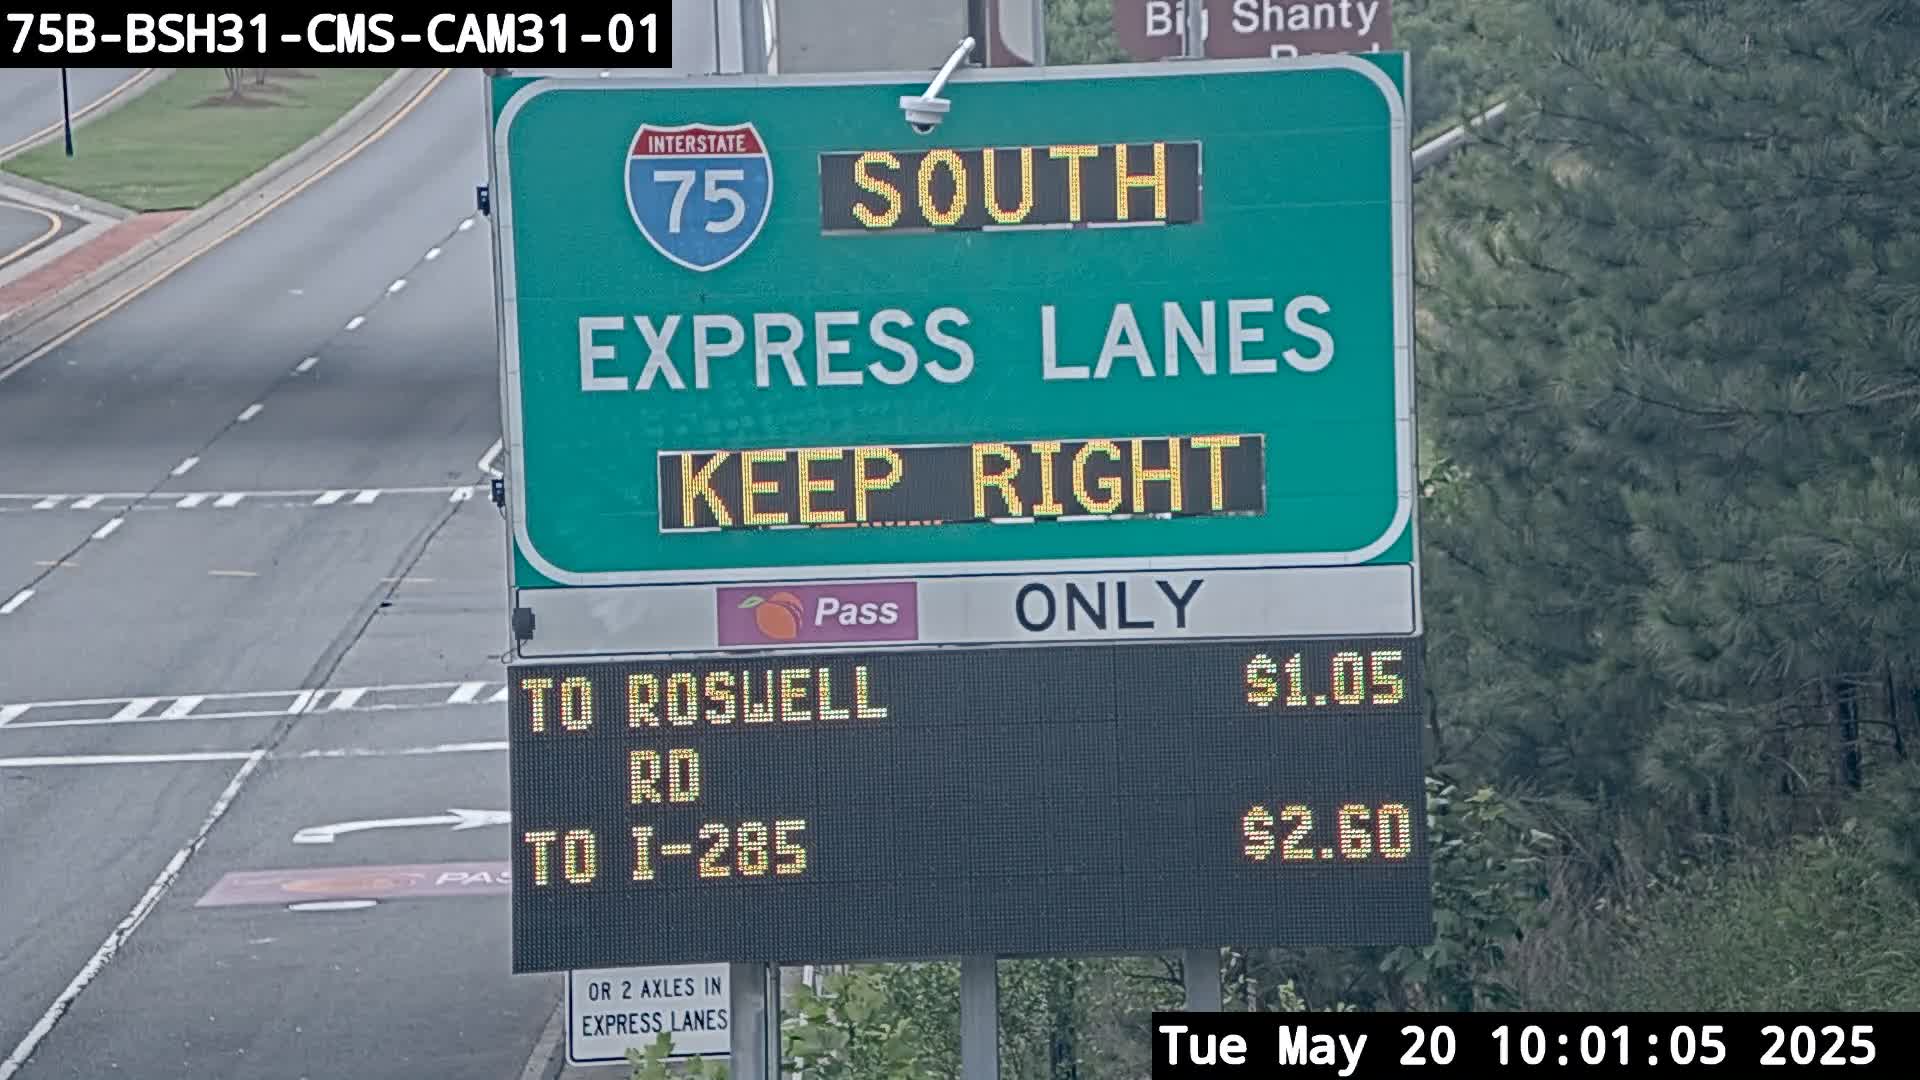 75B-BSH31-CMS-CAM31-01
Big Shanty
Road
INTERSTATE
75
SOUTH
EXPRESS LANES
KEEP RIGHT
Pass
ONLY
TO ROSWELL $1.05
RD
TO I-285 $2.60
OR 2 AXLES IN
EXPRESS LANES
Tue May 20 10:01:05 2025